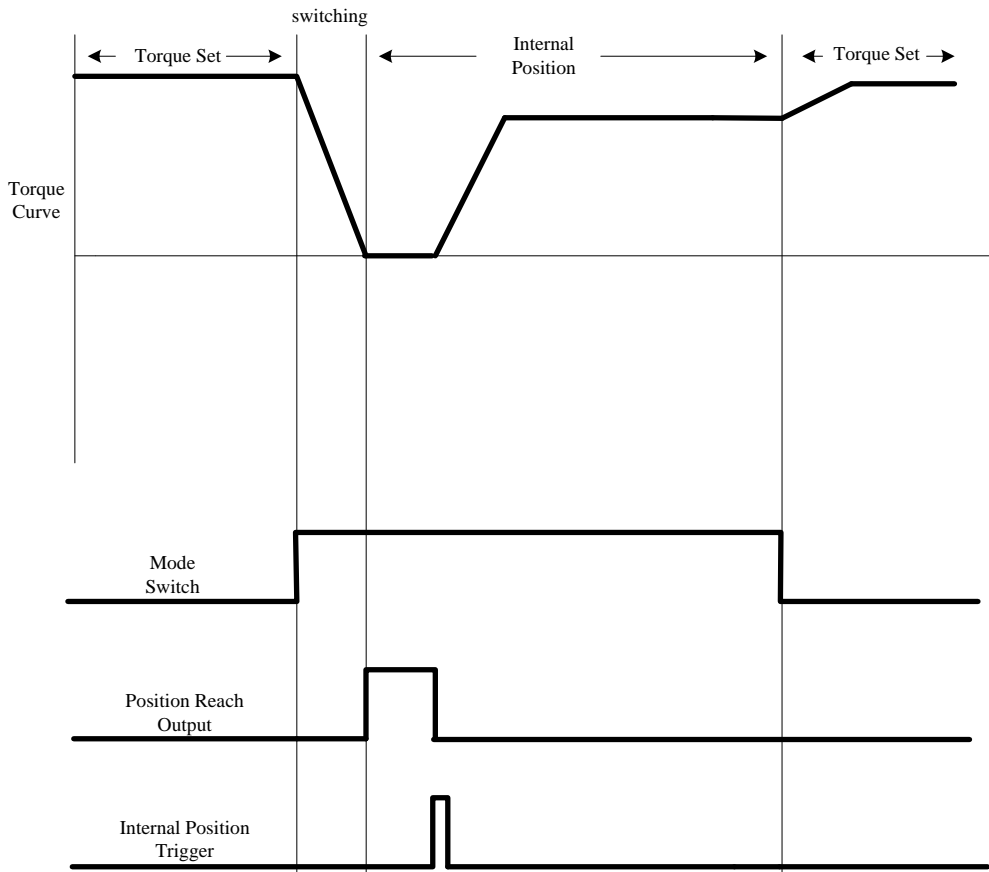 switching
Torque Set
Internal
Position
Torque Set
Torque
Curve
Mode
Switch
Position Reach
Output
Internal Position
Trigger